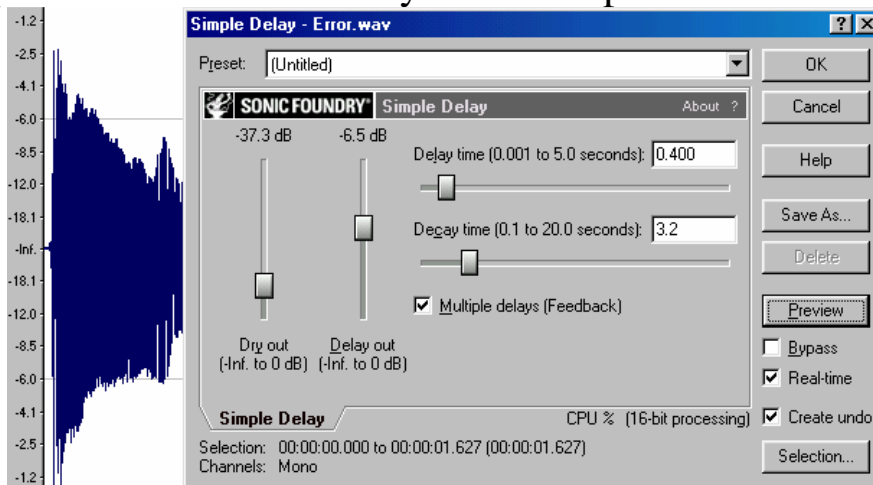 Simple Delay - Error.wav
Preset: (Untitled)
OK
Cancel
Help
Save As...
Delete
Preview
Bypass
Real-time
Create undo
Selection...
SONIC FOUNDRY Simple Delay About ?
-37.3 dB -6.5 dB
Delay time (0.001 to 5.0 seconds): 0.400
Decay time (0.1 to 20.0 seconds): 3.2
Multiple delays (Feedback)
Dry out Delay out
(-Inf. to 0 dB) (-Inf. to 0 dB)
Simple Delay CPU % (16-bit processing)
Selection: 00:00:00.000 to 00:00:01.627 (00:00:01.627)
Channels: Mono
-1.2
-2.5
-4.1
-6.0
-8.5
-12.0
-18.1
-Inf.
-18.1
-12.0
-8.5
-6.0
-4.1
-2.5
-1.2